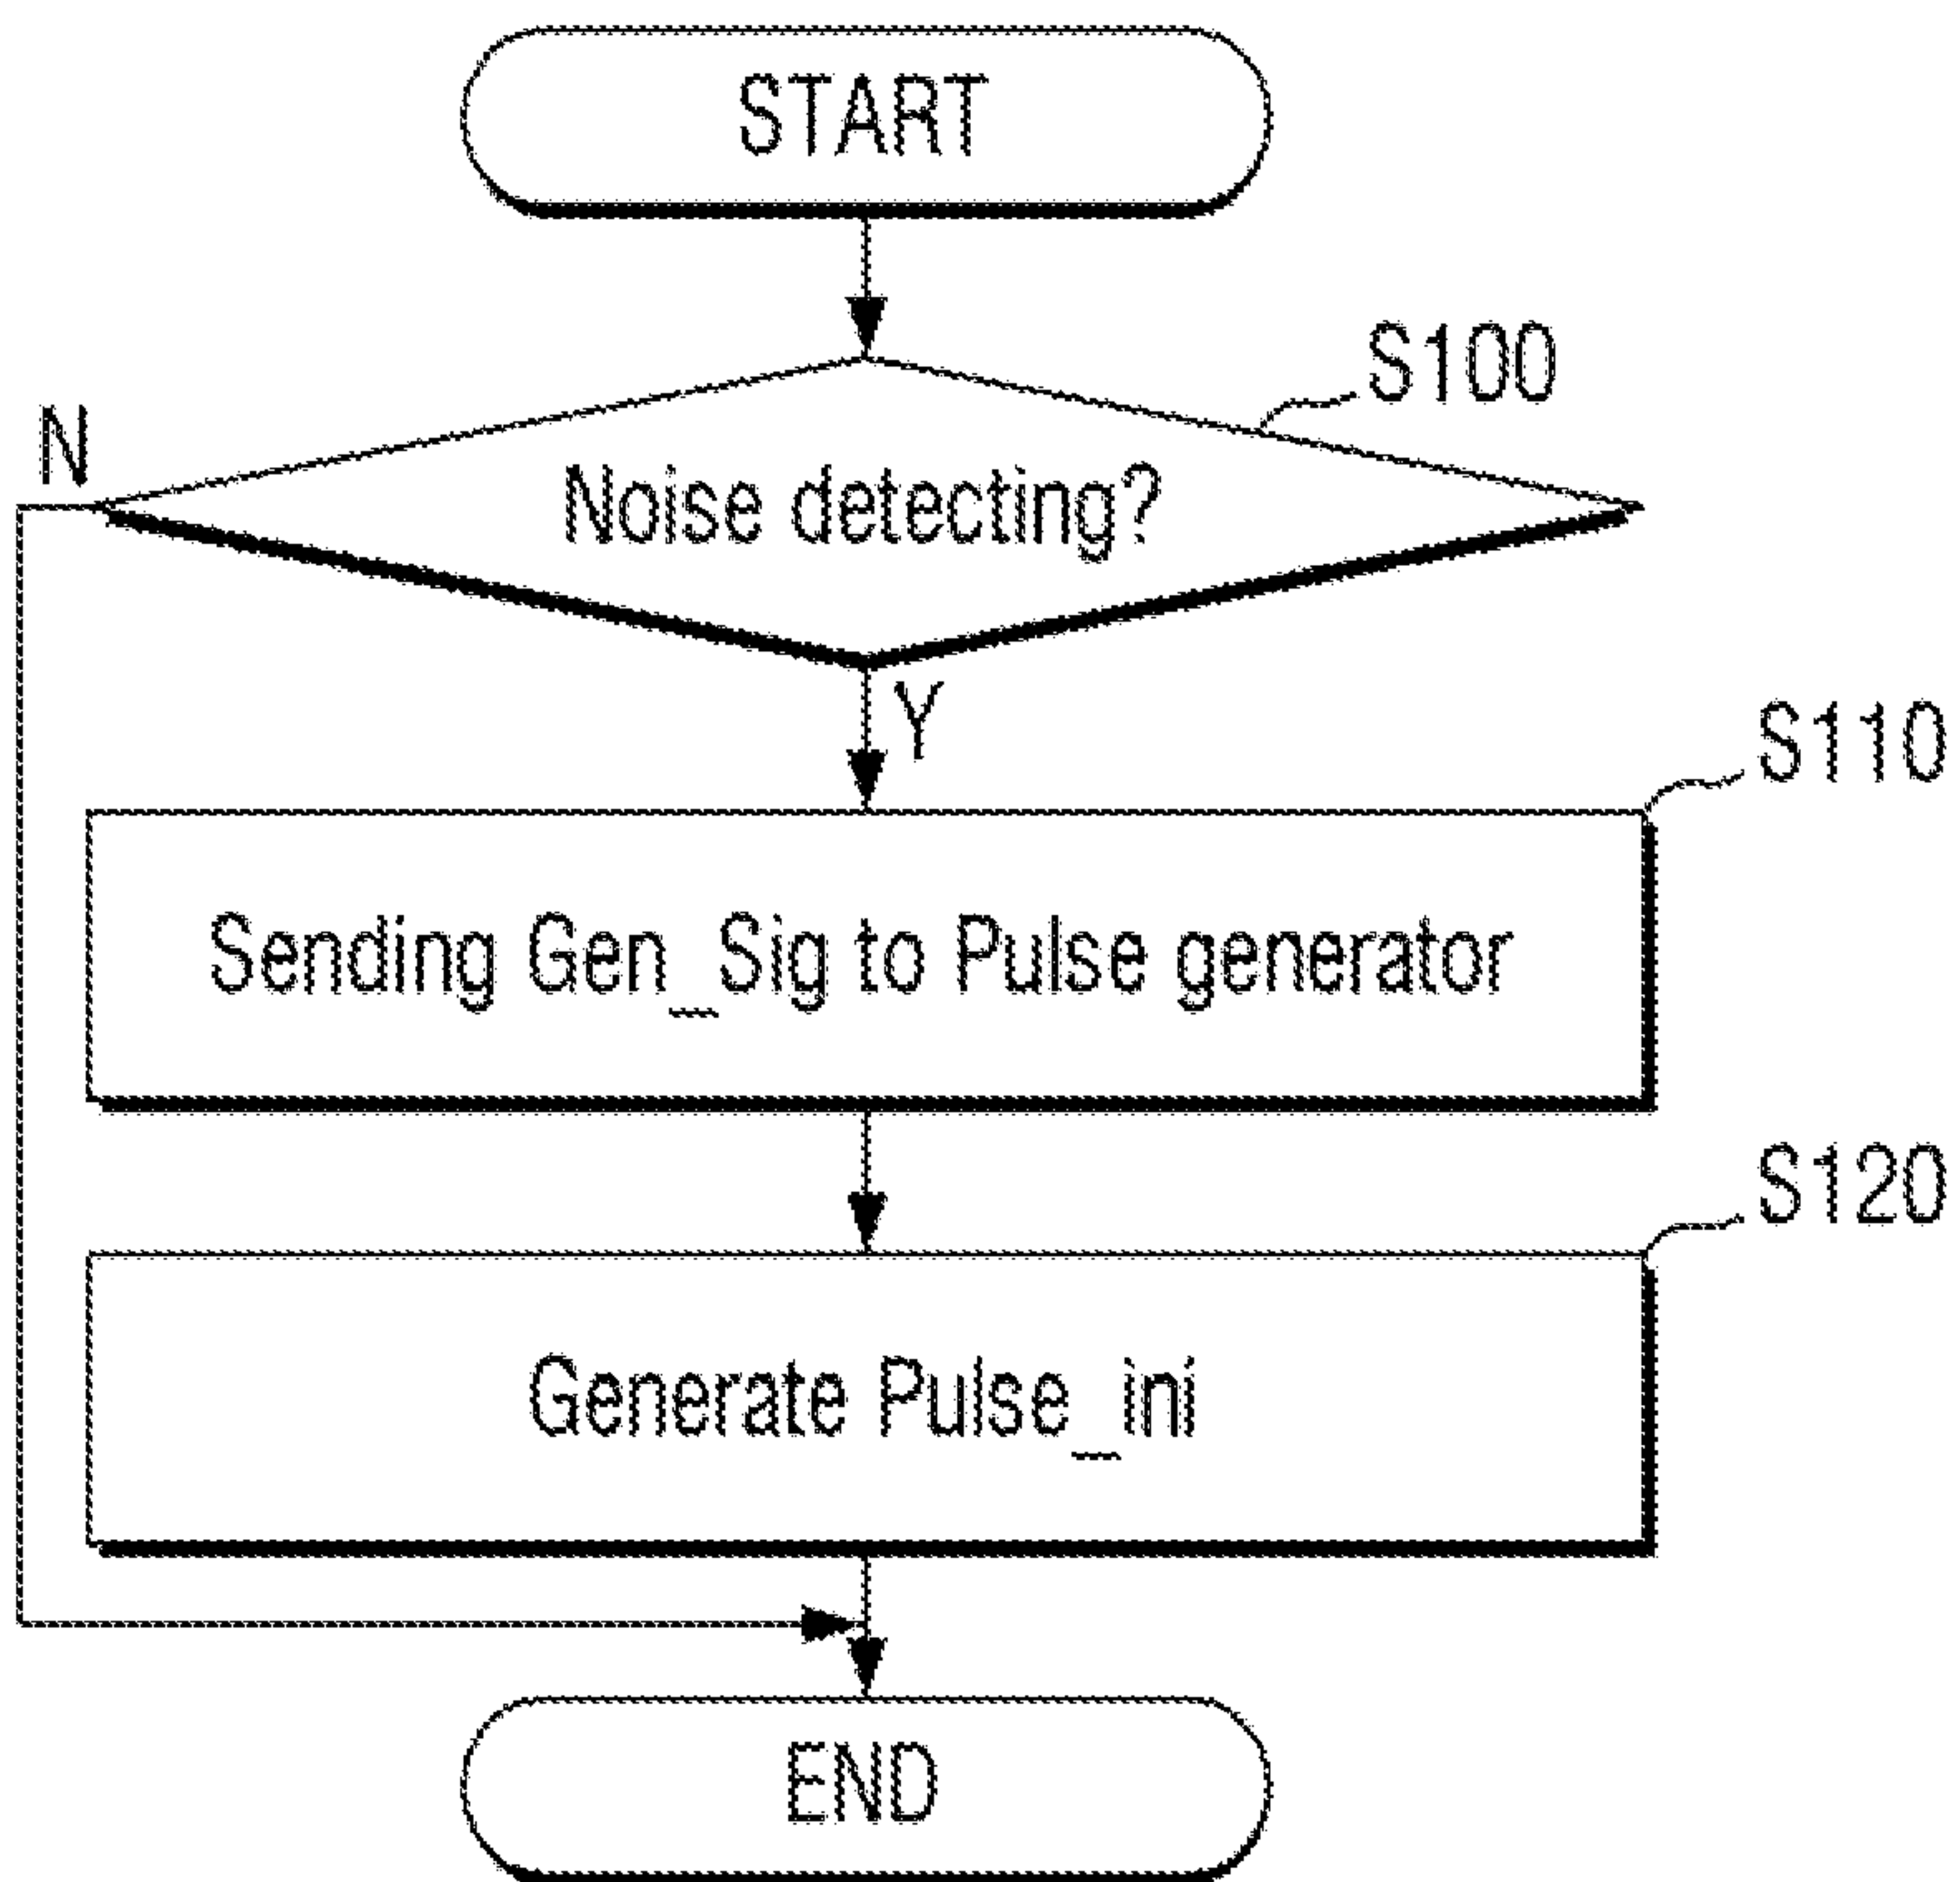 START
S100
N
Noise detecting?
Y
S110
Sending Gen_Sig to Pulse generator
S120
Generate Pulse_ini
END